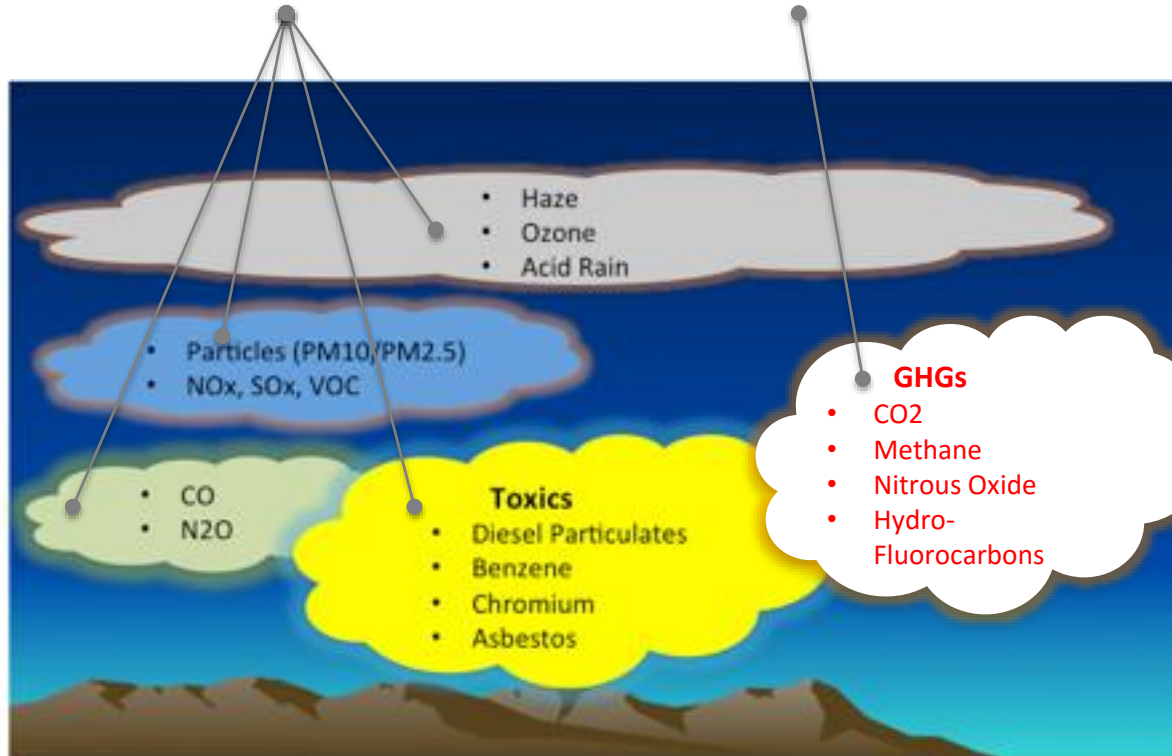 • Haze
• Ozone
• Acid Rain
• Particles (PM10/PM2.5)
• NOx, SOx, VOC
• CO
• N2O
Toxics
• Diesel Particulates
• Benzene
• Chromium
• Asbestos
GHGs
• CO2
• Methane
• Nitrous Oxide
• Hydro-
Fluorocarbons